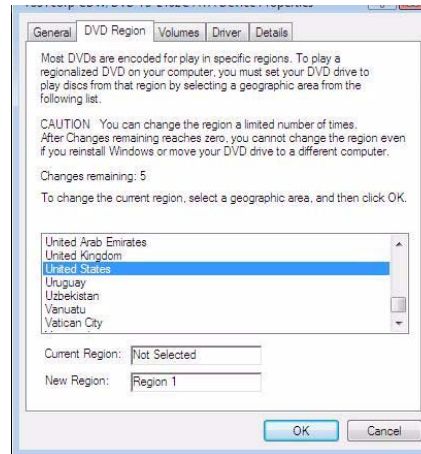 General DVD Region Volumes Driver Details
Most DVDs are encoded for play in specific regions. To play a
regionalized DVD on your computer, you must set your DVD drive to
play discs from that region by selecting a geographic area from the
following list.
CAUTION You can change the region a limited number of times.
After Changes remaining reaches zero, you cannot change the region even
if you reinstall Windows or move your DVD drive to a different computer.
Changes remaining: 5
To change the current region, select a geographic area, and then click OK.
United Arab Emirates
United Kingdom
United States
Uruguay
Uzbekistan
Vanuatu
Vatican City
Current Region: Not Selected
New Region: Region 1
OK Cancel